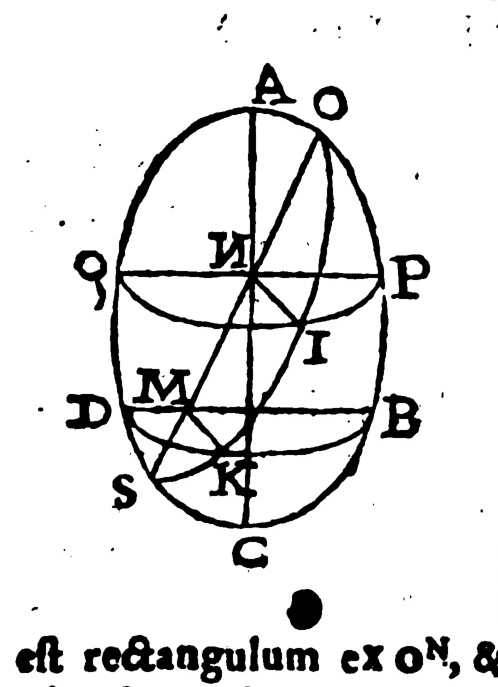 A O
Q И P
I
M
D B
S K
C
est rectangulum ex oᴺ, &